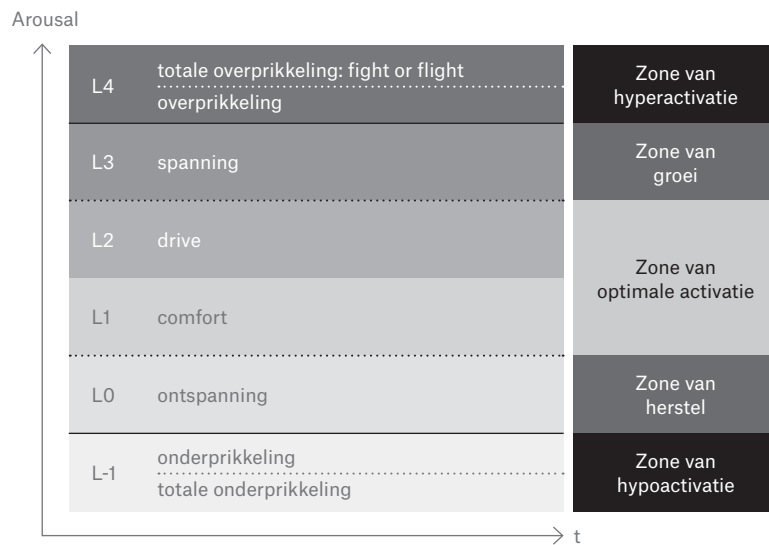 Arousal
L4
totale overprikkeling: fight or flight
overprikkeling
Zone van
hyperactivatie
L3
spanning
Zone van
groei
L2
drive
Zone van
optimale activatie
L1
comfort
L0
ontspanning
Zone van
herstel
L-1
onderprikkeling
totale onderprikkeling
Zone van
hypoactivatie
t